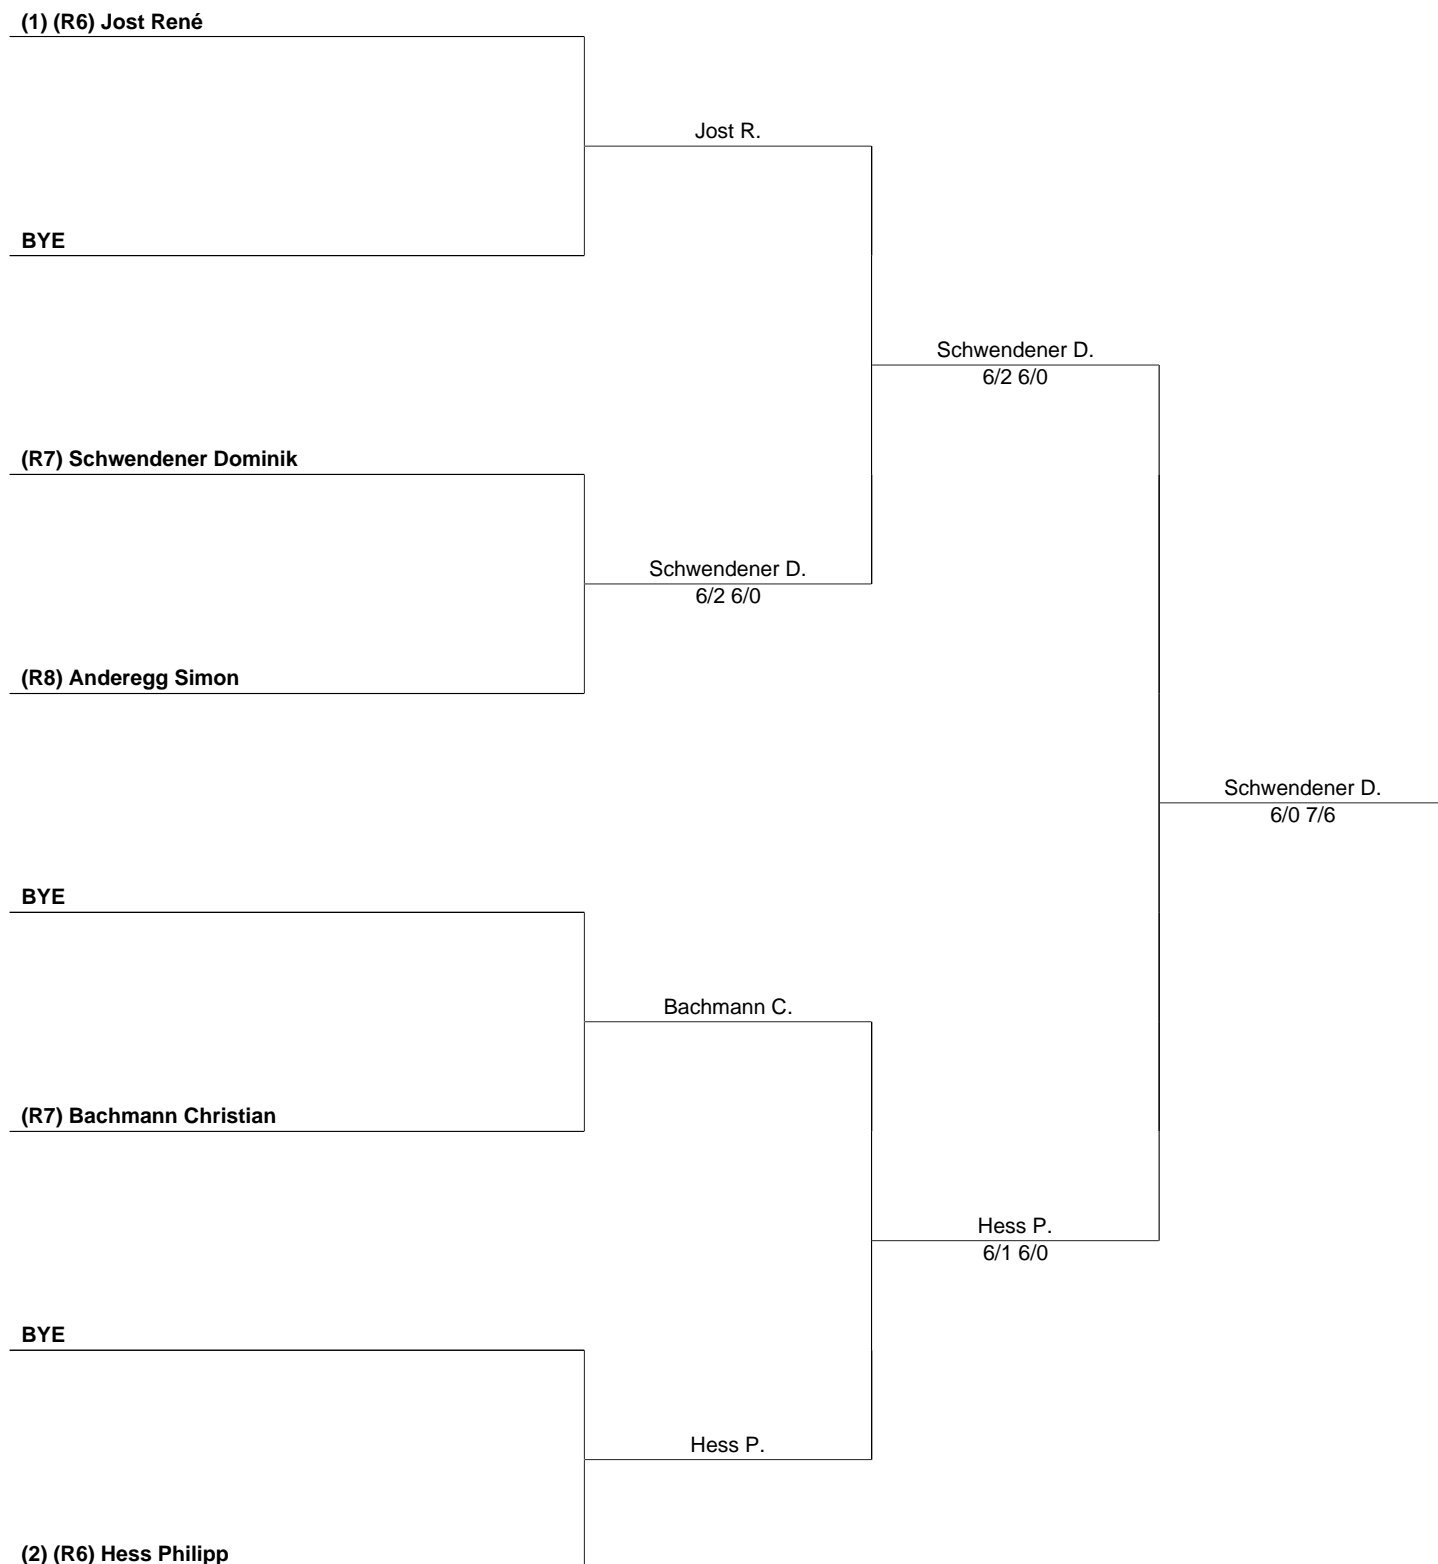 (1) (R6) Jost René
Jost R.
BYE
Schwendener D.
6/2 6/0
(R7) Schwendener Dominik
Schwendener D.
6/2 6/0
(R8) Anderegg Simon
Schwendener D.
6/0 7/6
BYE
Bachmann C.
(R7) Bachmann Christian
Hess P.
6/1 6/0
BYE
Hess P.
(2) (R6) Hess Philipp